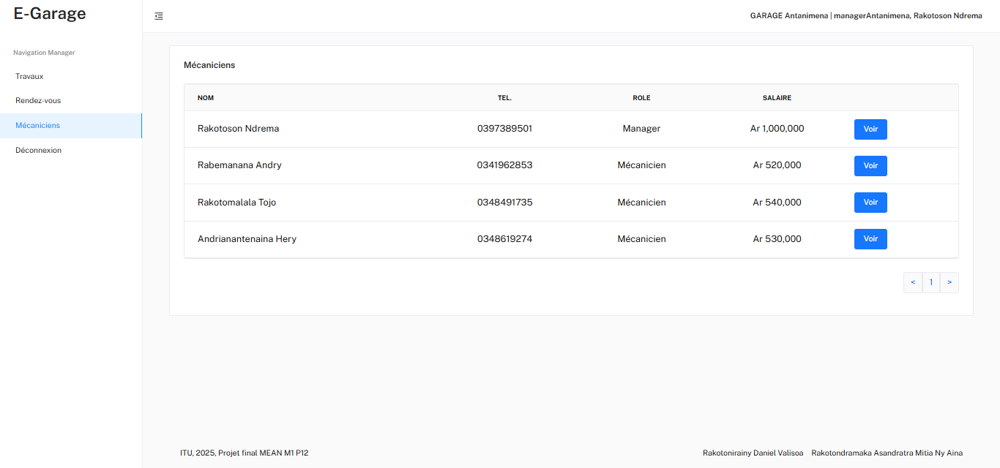 E-Garage
GARAGE Antanimena | managerAntanimena, Rakotoson Ndrema
Navigation Manager
Travaux
Rendez-vous
Mécaniciens
Déconnexion
Mécaniciens
NOM TEL. ROLE SALAIRE
Rakotoson Ndrema 0397389501 Manager Ar 1,000,000 Voir
Rabemanana Andry 0341962853 Mécanicien Ar 520,000 Voir
Rakotomalala Tojo 0348491735 Mécanicien Ar 540,000 Voir
Andrianantenaina Hery 0348619274 Mécanicien Ar 530,000 Voir
< 1 >
ITU, 2025, Projet final MEAN M1 P12
Rakotonirainy Daniel Valisoa Rakotondramaka Asandratra Mitia Ny Aina